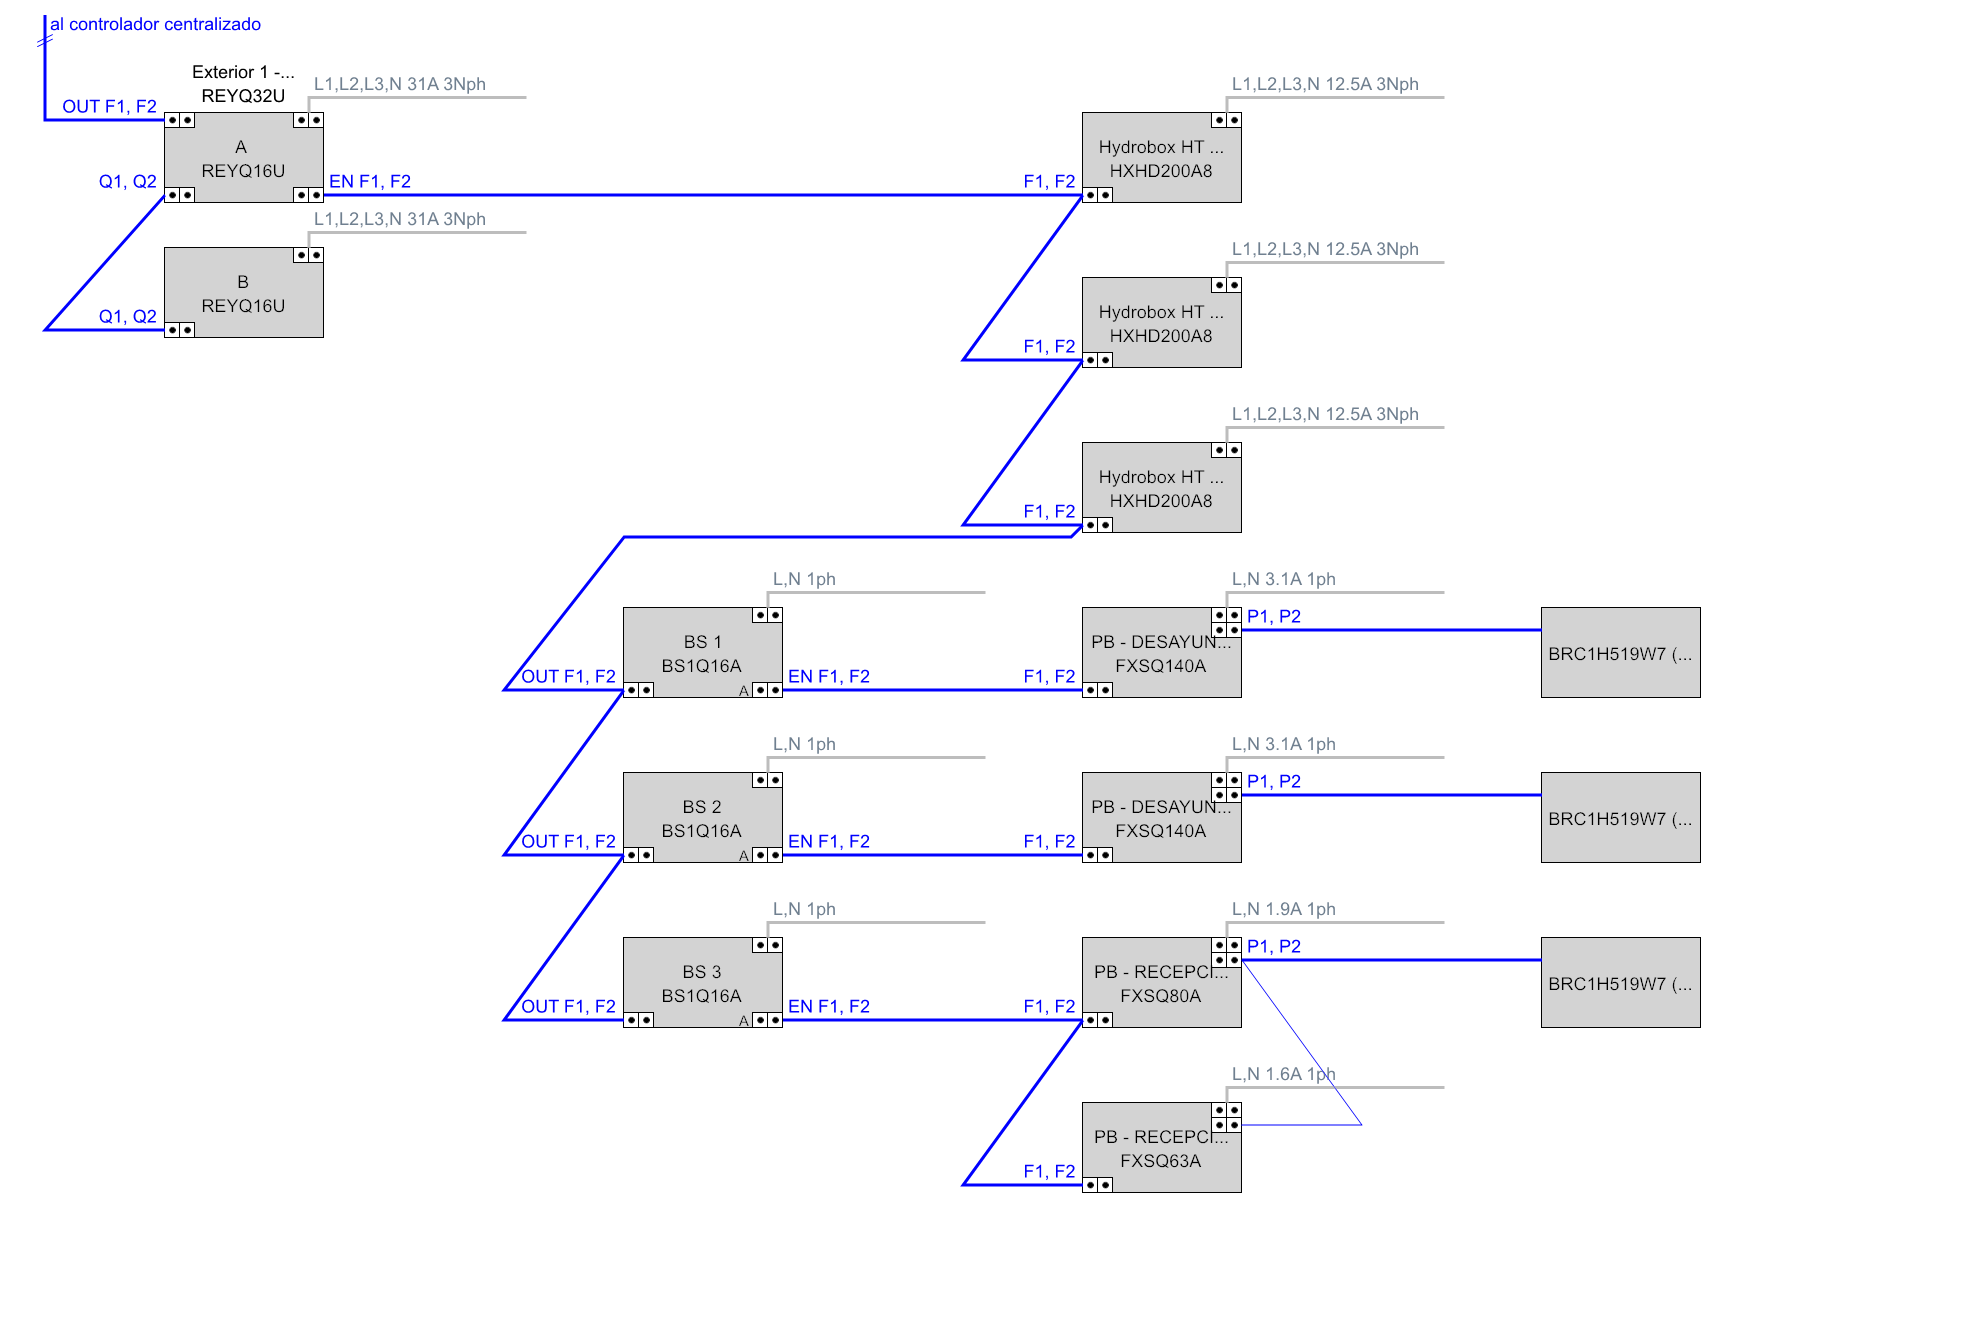 al controlador centralizado
Exterior 1 -...
REYQ32U
L1,L2,L3,N 31A 3Nph
OUT F1, F2
A
REYQ16U
Q1, Q2
EN F1, F2
L1,L2,L3,N 31A 3Nph
B
REYQ16U
Q1, Q2
L1,L2,L3,N 12.5A 3Nph
Hydrobox HT ...
HXHD200A8
F1, F2
L1,L2,L3,N 12.5A 3Nph
Hydrobox HT ...
HXHD200A8
F1, F2
L1,L2,L3,N 12.5A 3Nph
Hydrobox HT ...
HXHD200A8
F1, F2
L,N 1ph
BS 1
BS1Q16A
OUT F1, F2
A
EN F1, F2
L,N 3.1A 1ph
PB - DESAYUN...
FXSQ140A
F1, F2
P1, P2
BRC1H519W7 (...
L,N 1ph
BS 2
BS1Q16A
OUT F1, F2
A
EN F1, F2
L,N 3.1A 1ph
PB - DESAYUN...
FXSQ140A
F1, F2
P1, P2
BRC1H519W7 (...
L,N 1ph
BS 3
BS1Q16A
OUT F1, F2
A
EN F1, F2
L,N 1.9A 1ph
PB - RECEPCI...
FXSQ80A
F1, F2
P1, P2
BRC1H519W7 (...
L,N 1.6A 1ph
PB - RECEPCI...
FXSQ63A
F1, F2